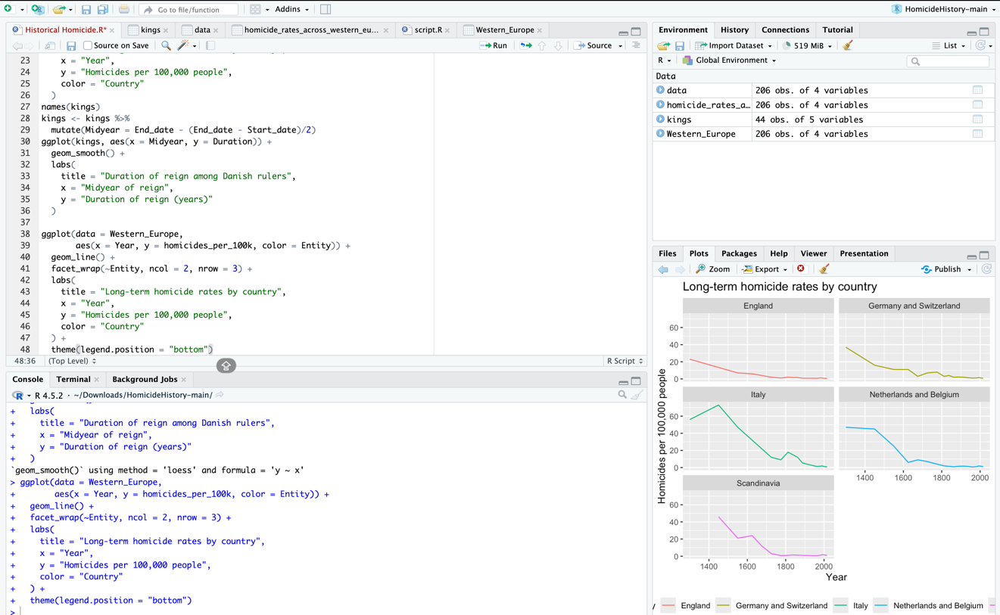 Go to file/function
Addins
HomicideHistory-main
Historical Homicide.R*
kings
data
homicide_rates_across_western_eu...
script.R
Western_Europe
Source on Save
Run
Source
23 x = "Year",
24 y = "Homicides per 100,000 people",
25 color = "Country"
26 )
27 names(kings)
28 kings <- kings %>%
29 mutate(Midyear = End_date - (End_date - Start_date)/2)
30 ggplot(kings, aes(x = Midyear, y = Duration)) +
31 geom_smooth() +
32 labs(
33 title = "Duration of reign among Danish rulers",
34 x = "Midyear of reign",
35 y = "Duration of reign (years)"
36 )
37
38 ggplot(data = Western_Europe,
39 aes(x = Year, y = homicides_per_100k, color = Entity)) +
40 geom_line() +
41 facet_wrap(~Entity, ncol = 2, nrow = 3) +
42 labs(
43 title = "Long-term homicide rates by country",
44 x = "Year",
45 y = "Homicides per 100,000 people",
46 color = "Country"
47 ) +
48 theme(legend.position = "bottom")
48:36 (Top Level) R Script
Console Terminal Background Jobs
R 4.5.2 · ~/Downloads/HomicideHistory-main/
+ labs(
+ title = "Duration of reign among Danish rulers",
+ x = "Midyear of reign",
+ y = "Duration of reign (years)"
+ )
`geom_smooth()` using method = 'loess' and formula = 'y ~ x'
> ggplot(data = Western_Europe,
+ aes(x = Year, y = homicides_per_100k, color = Entity)) +
+ geom_line() +
+ facet_wrap(~Entity, ncol = 2, nrow = 3) +
+ labs(
+ title = "Long-term homicide rates by country",
+ x = "Year",
+ y = "Homicides per 100,000 people",
+ color = "Country"
+ ) +
+ theme(legend.position = "bottom")
>
Environment History Connections Tutorial
Import Dataset 519 MiB List
R Global Environment
Data
data 206 obs. of 4 variables
homicide_rates_a… 206 obs. of 4 variables
kings 44 obs. of 5 variables
Western_Europe 206 obs. of 4 variables
Files Plots Packages Help Viewer Presentation
Zoom Export Publish
Long-term homicide rates by country
England
Germany and Switzerland
60
40
20
0
Italy
Netherlands and Belgium
60
40
20
0
1400 1600 1800 2000
Scandinavia
60
40
20
0
1400 1600 1800 2000
Homicides per 100,000 people
Year
England Germany and Switzerland Italy Netherlands and Belgium